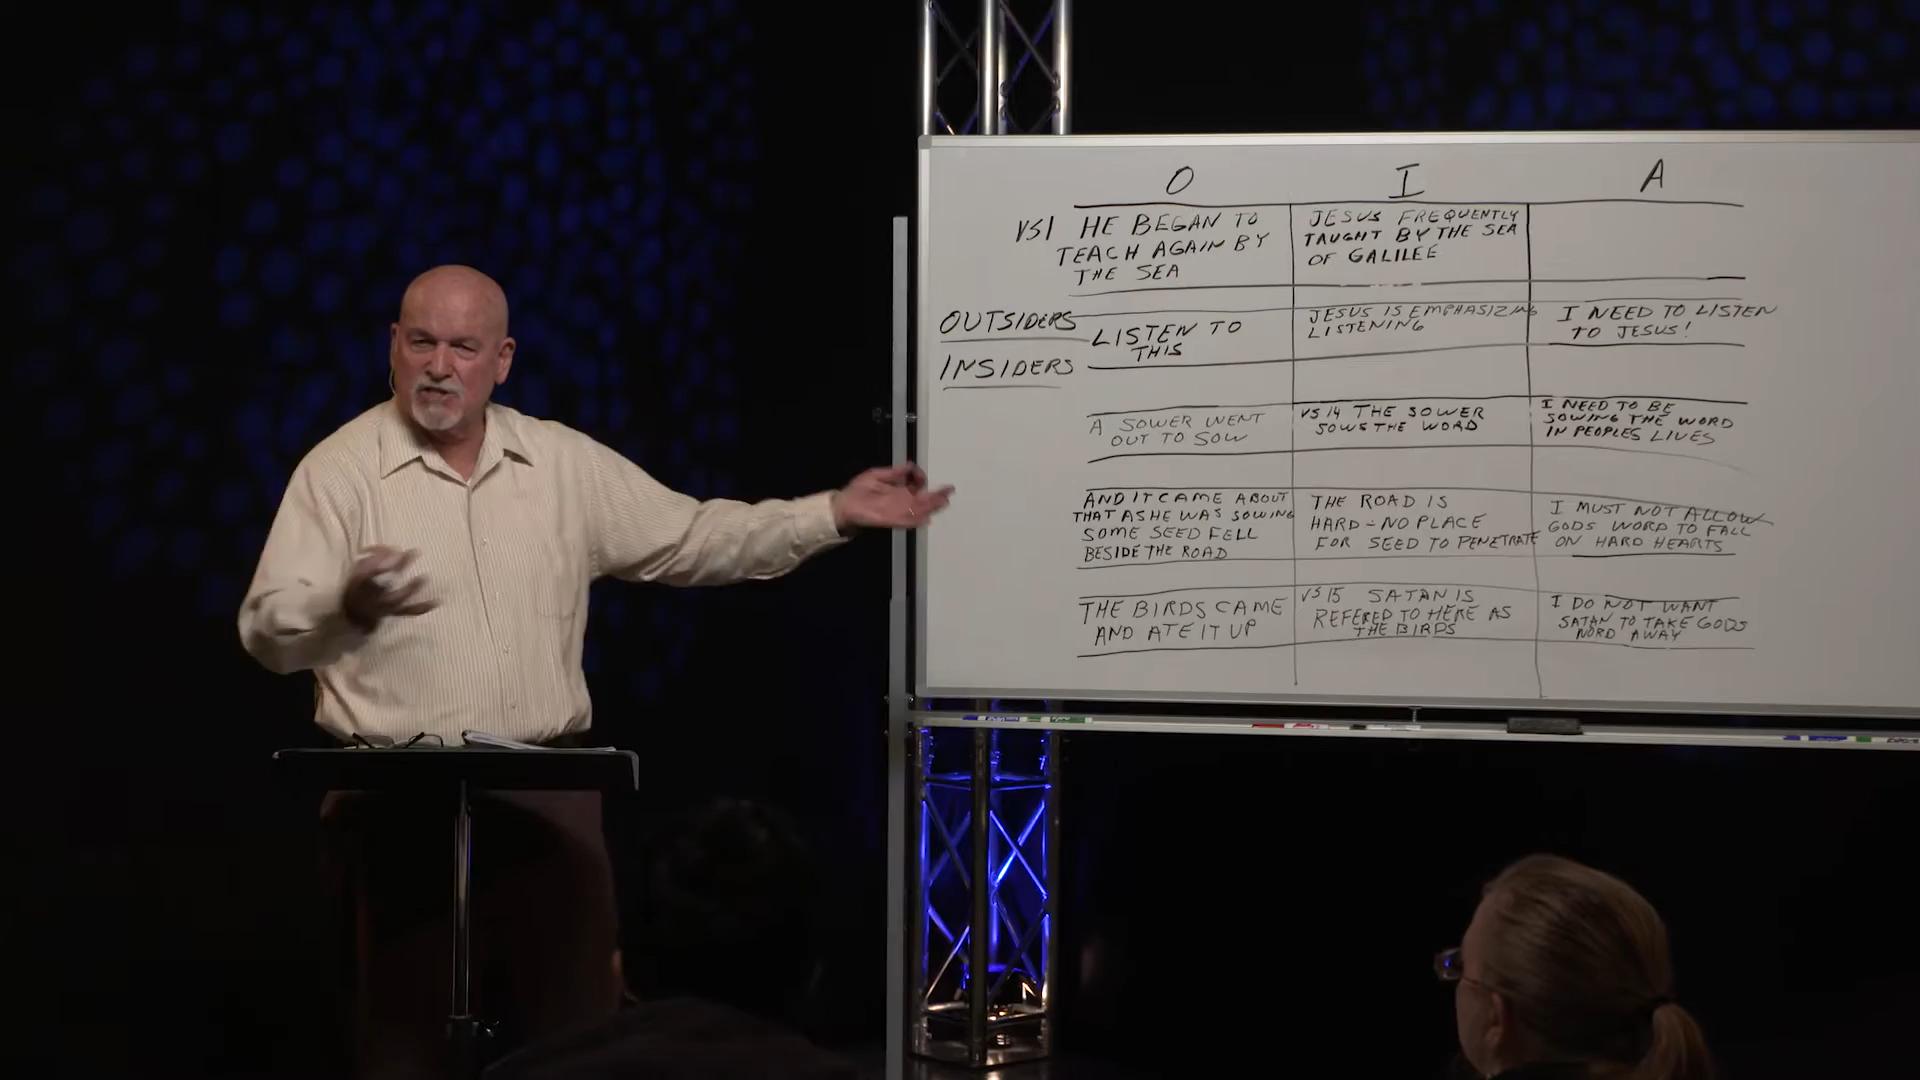 O I A
VS1 HE BEGAN TO
TEACH AGAIN BY
THE SEA
JESUS FREQUENTLY
TAUGHT BY THE SEA
OF GALILEE
OUTSIDERS
INSIDERS
LISTEN TO
THIS
JESUS IS EMPHASIZING
LISTENING
I NEED TO LISTEN
TO JESUS!
A SOWER WENT
OUT TO SOW
VS 14 THE SOWER
SOWS THE WORD
I NEED TO BE
SOWING THE WORD
IN PEOPLES LIVES
AND IT CAME ABOUT
THAT AS HE WAS SOWING
SOME SEED FELL
BESIDE THE ROAD
THE ROAD IS
HARD - NO PLACE
FOR SEED TO PENETRATE
I MUST NOT ALLOW
GODS WORD TO FALL
ON HARD HEARTS
THE BIRDS CAME
AND ATE IT UP
VS 15 SATAN IS
REFERED TO HERE AS
THE BIRDS
I DO NOT WANT
SATAN TO TAKE GODS
WORD AWAY